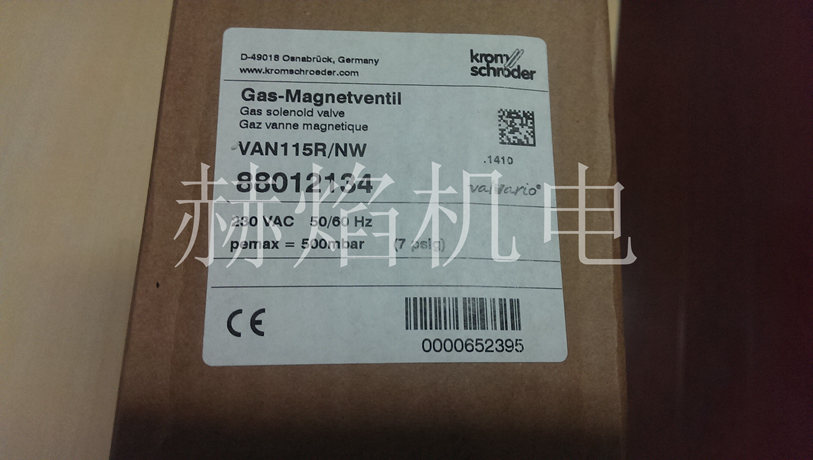 D-49018 Osnabrück, Germany
www.kromschroeder.com
krom
schröder
Gas-Magnetventil
Gas solenoid valve
Gaz vanne magnetique
VAN115R/NW
.1410
88012134
valvario®
230 VAC 50/60 Hz
pemax = 500mbar (7 psig)
赫焰机电
CE
0000652395